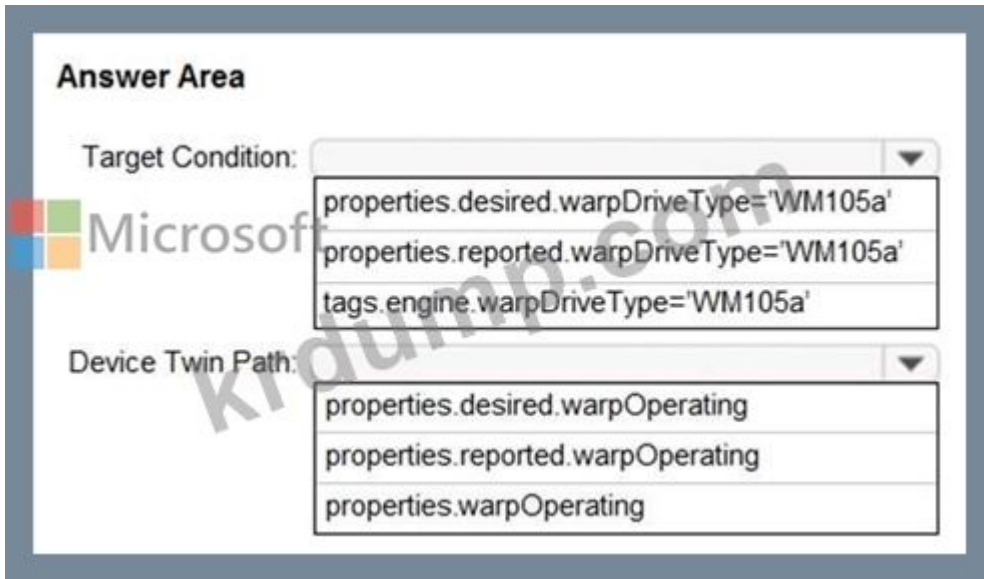 Answer Area
Target Condition:
properties.desired.warpDriveType='WM105a'
Microsoft
properties.reported.warpDriveType='WM105a'
tags.engine.warpDriveType='WM105a'
krdump.com
Device Twin Path:
properties.desired.warpOperating
properties.reported.warpOperating
properties.warpOperating